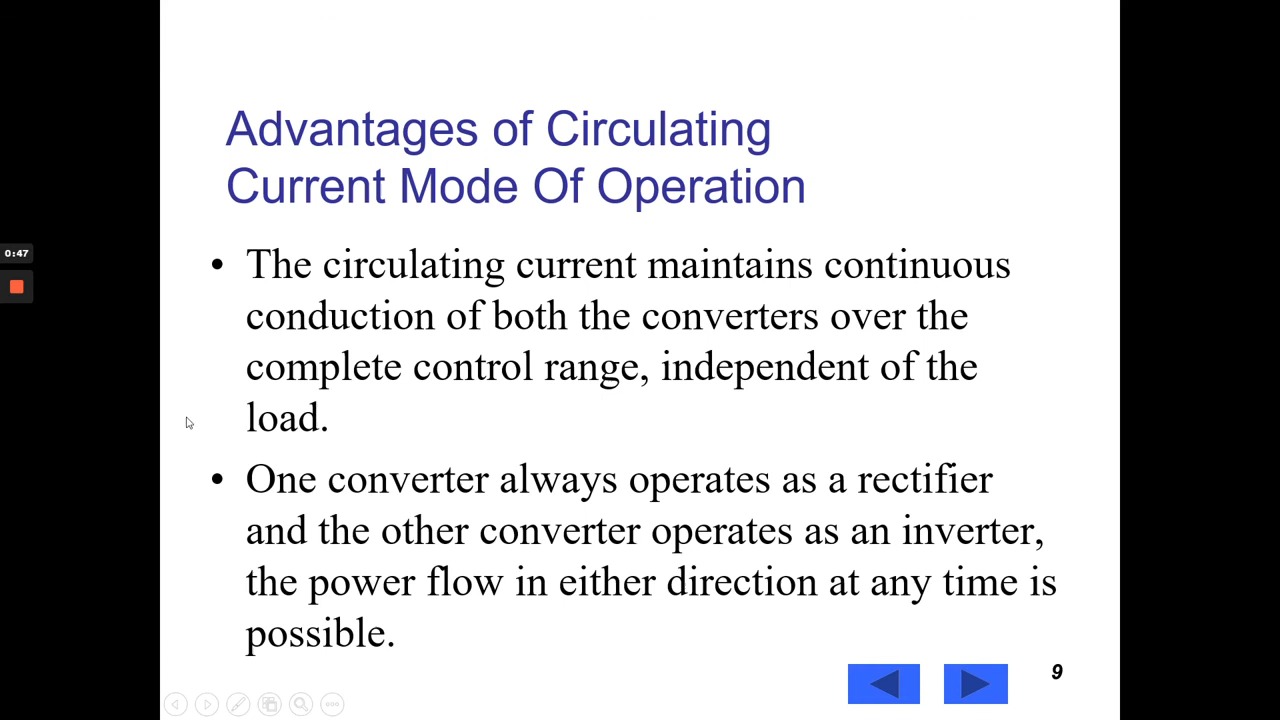 Advantages of Circulating
Current Mode Of Operation
• The circulating current maintains continuous
conduction of both the converters over the
complete control range, independent of the
load.
• One converter always operates as a rectifier
and the other converter operates as an inverter,
the power flow in either direction at any time is
possible.
0:47
9